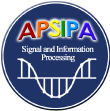 APSIPA
Signal and Information
Processing